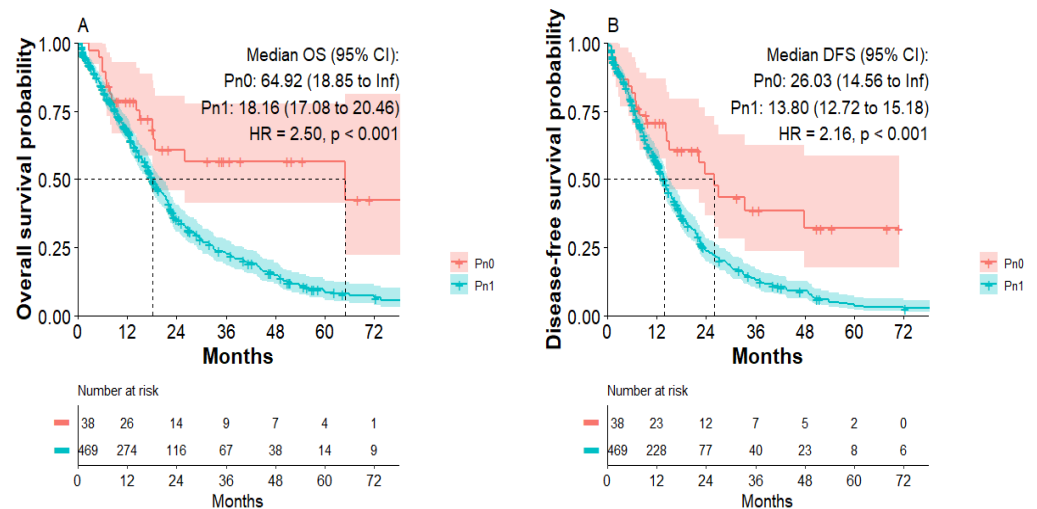 A
Overall survival probability
1.00
0.75
0.50
0.25
0.00
Median OS (95% CI):
Pn0: 64.92 (18.85 to Inf)
Pn1: 18.16 (17.08 to 20.46)
HR = 2.50, p < 0.001
Pn0
Pn1
0 12 24 36 48 60 72
Months
Number at risk
38 26 14 9 7 4 1
469 274 116 67 38 14 9
0 12 24 36 48 60 72
Months
B
Disease-free survival probability
1.00
0.75
0.50
0.25
0.00
Median DFS (95% CI):
Pn0: 26.03 (14.56 to Inf)
Pn1: 13.80 (12.72 to 15.18)
HR = 2.16, p < 0.001
Pn0
Pn1
0 12 24 36 48 60 72
Months
Number at risk
38 23 12 7 5 2 0
469 228 77 40 23 8 6
0 12 24 36 48 60 72
Months